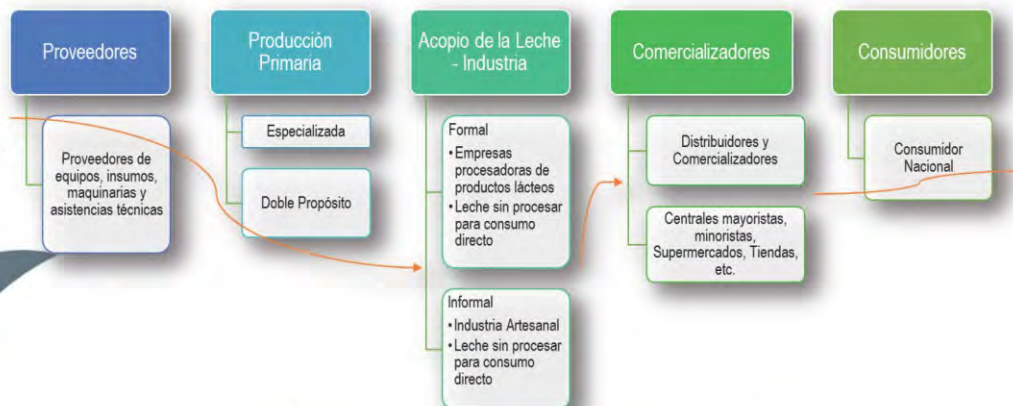 Proveedores
Proveedores de
equipos, insumos,
maquinarias y
asistencias técnicas
Producción
Primaria
Especializada
Doble Propósito
Acopio de la Leche
- Industria
Formal
• Empresas
procesadoras de
productos lácteos
• Leche sin procesar
para consumo
directo
Informal
• Industria Artesanal
• Leche sin procesar
para consumo
directo
Comercializadores
Distribuidores y
Comercializadores
Centrales mayoristas,
minoristas,
Supermercados, Tiendas,
etc.
Consumidores
Consumidor
Nacional